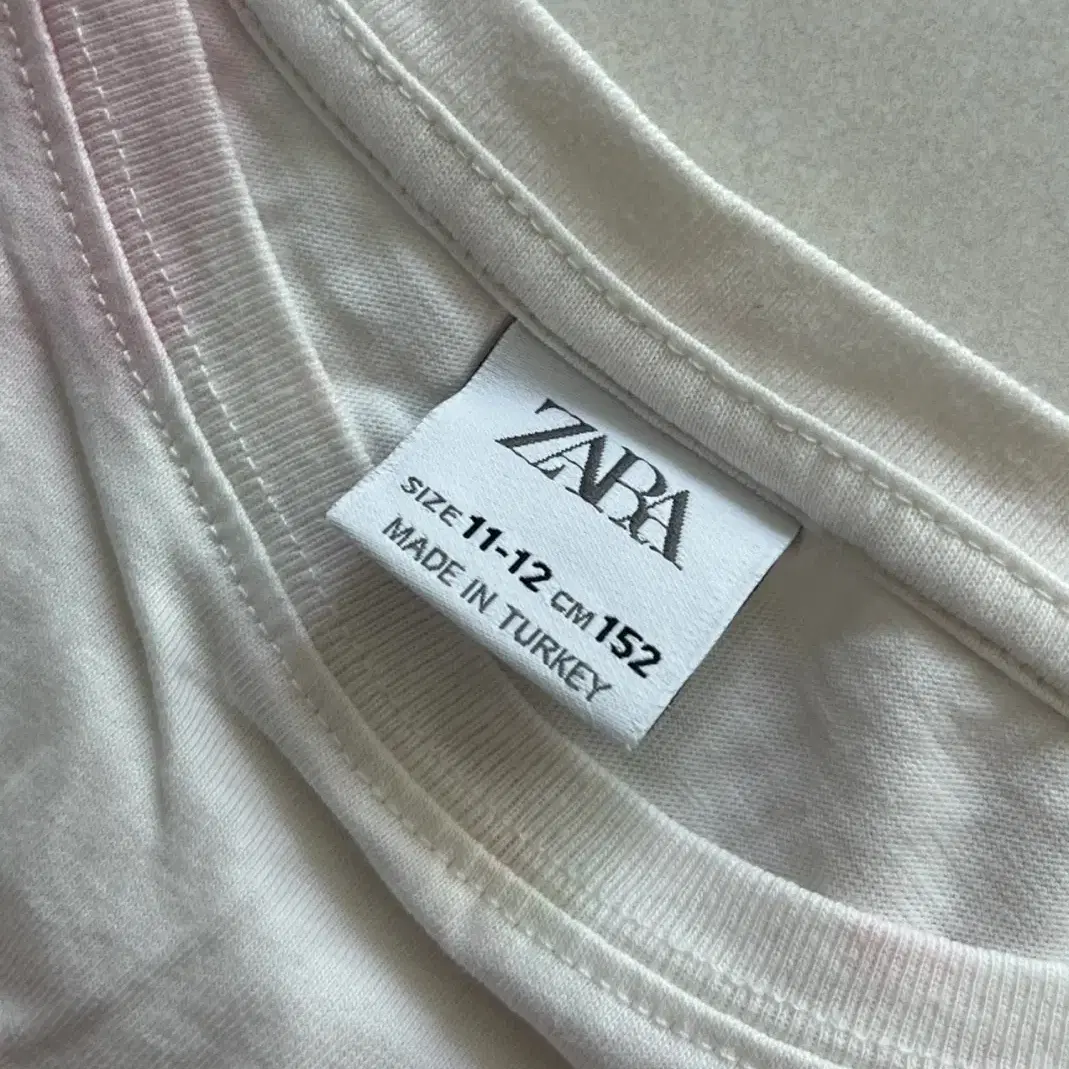 ZARA
SIZE 11-12 CM 152
MADE IN TURKEY